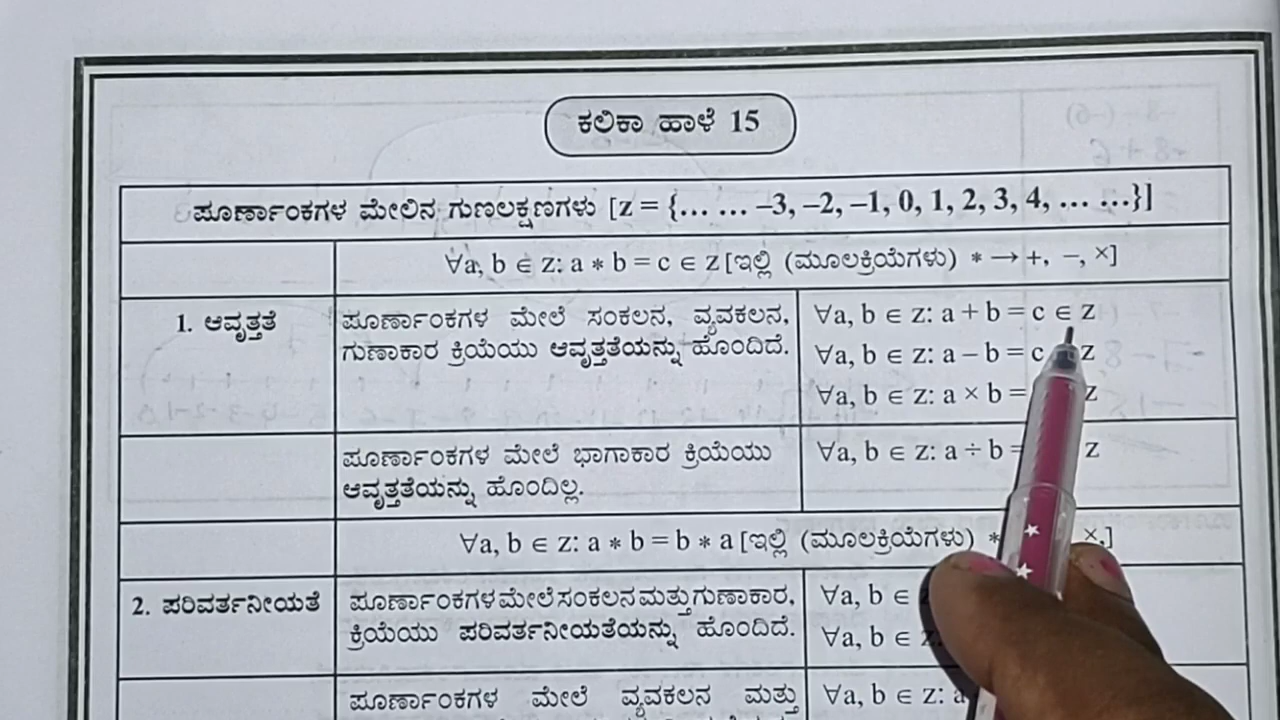 ಕಲಿಕಾ ಹಾಳೆ 15
ಪೂರ್ಣಾಂಕಗಳ ಮೇಲಿನ ಗುಣಲಕ್ಷಣಗಳು [z = {… … –3, –2, –1, 0, 1, 2, 3, 4, … …}]
∀a, b ∈ z: a * b = c ∈ z [ಇಲ್ಲಿ (ಮೂಲಕ್ರಿಯೆಗಳು) * → +, –, ×]
1. ಆವೃತ್ತತೆ
ಪೂರ್ಣಾಂಕಗಳ ಮೇಲೆ ಸಂಕಲನ, ವ್ಯವಕಲನ,
ಗುಣಾಕಾರ ಕ್ರಿಯೆಯು ಆವೃತ್ತತೆಯನ್ನು ಹೊಂದಿದೆ.
∀a, b ∈ z: a + b = c ∈ z
∀a, b ∈ z: a – b = c z
∀a, b ∈ z: a × b = z
ಪೂರ್ಣಾಂಕಗಳ ಮೇಲೆ ಭಾಗಾಕಾರ ಕ್ರಿಯೆಯು
ಆವೃತ್ತತೆಯನ್ನು ಹೊಂದಿಲ್ಲ.
∀a, b ∈ z: a ÷ b = z
∀a, b ∈ z: a * b = b * a [ಇಲ್ಲಿ (ಮೂಲಕ್ರಿಯೆಗಳು) * ×,]
2. ಪರಿವರ್ತನೀಯತೆ
ಪೂರ್ಣಾಂಕಗಳ ಮೇಲೆ ಸಂಕಲನ ಮತ್ತು ಗುಣಾಕಾರ,
ಕ್ರಿಯೆಯು ಪರಿವರ್ತನೀಯತೆಯನ್ನು ಹೊಂದಿದೆ.
∀a, b ∈
∀a, b ∈ z:
ಪೂರ್ಣಾಂಕಗಳ ಮೇಲೆ ವ್ಯವಕಲನ ಮತ್ತು
∀a, b ∈ z: a